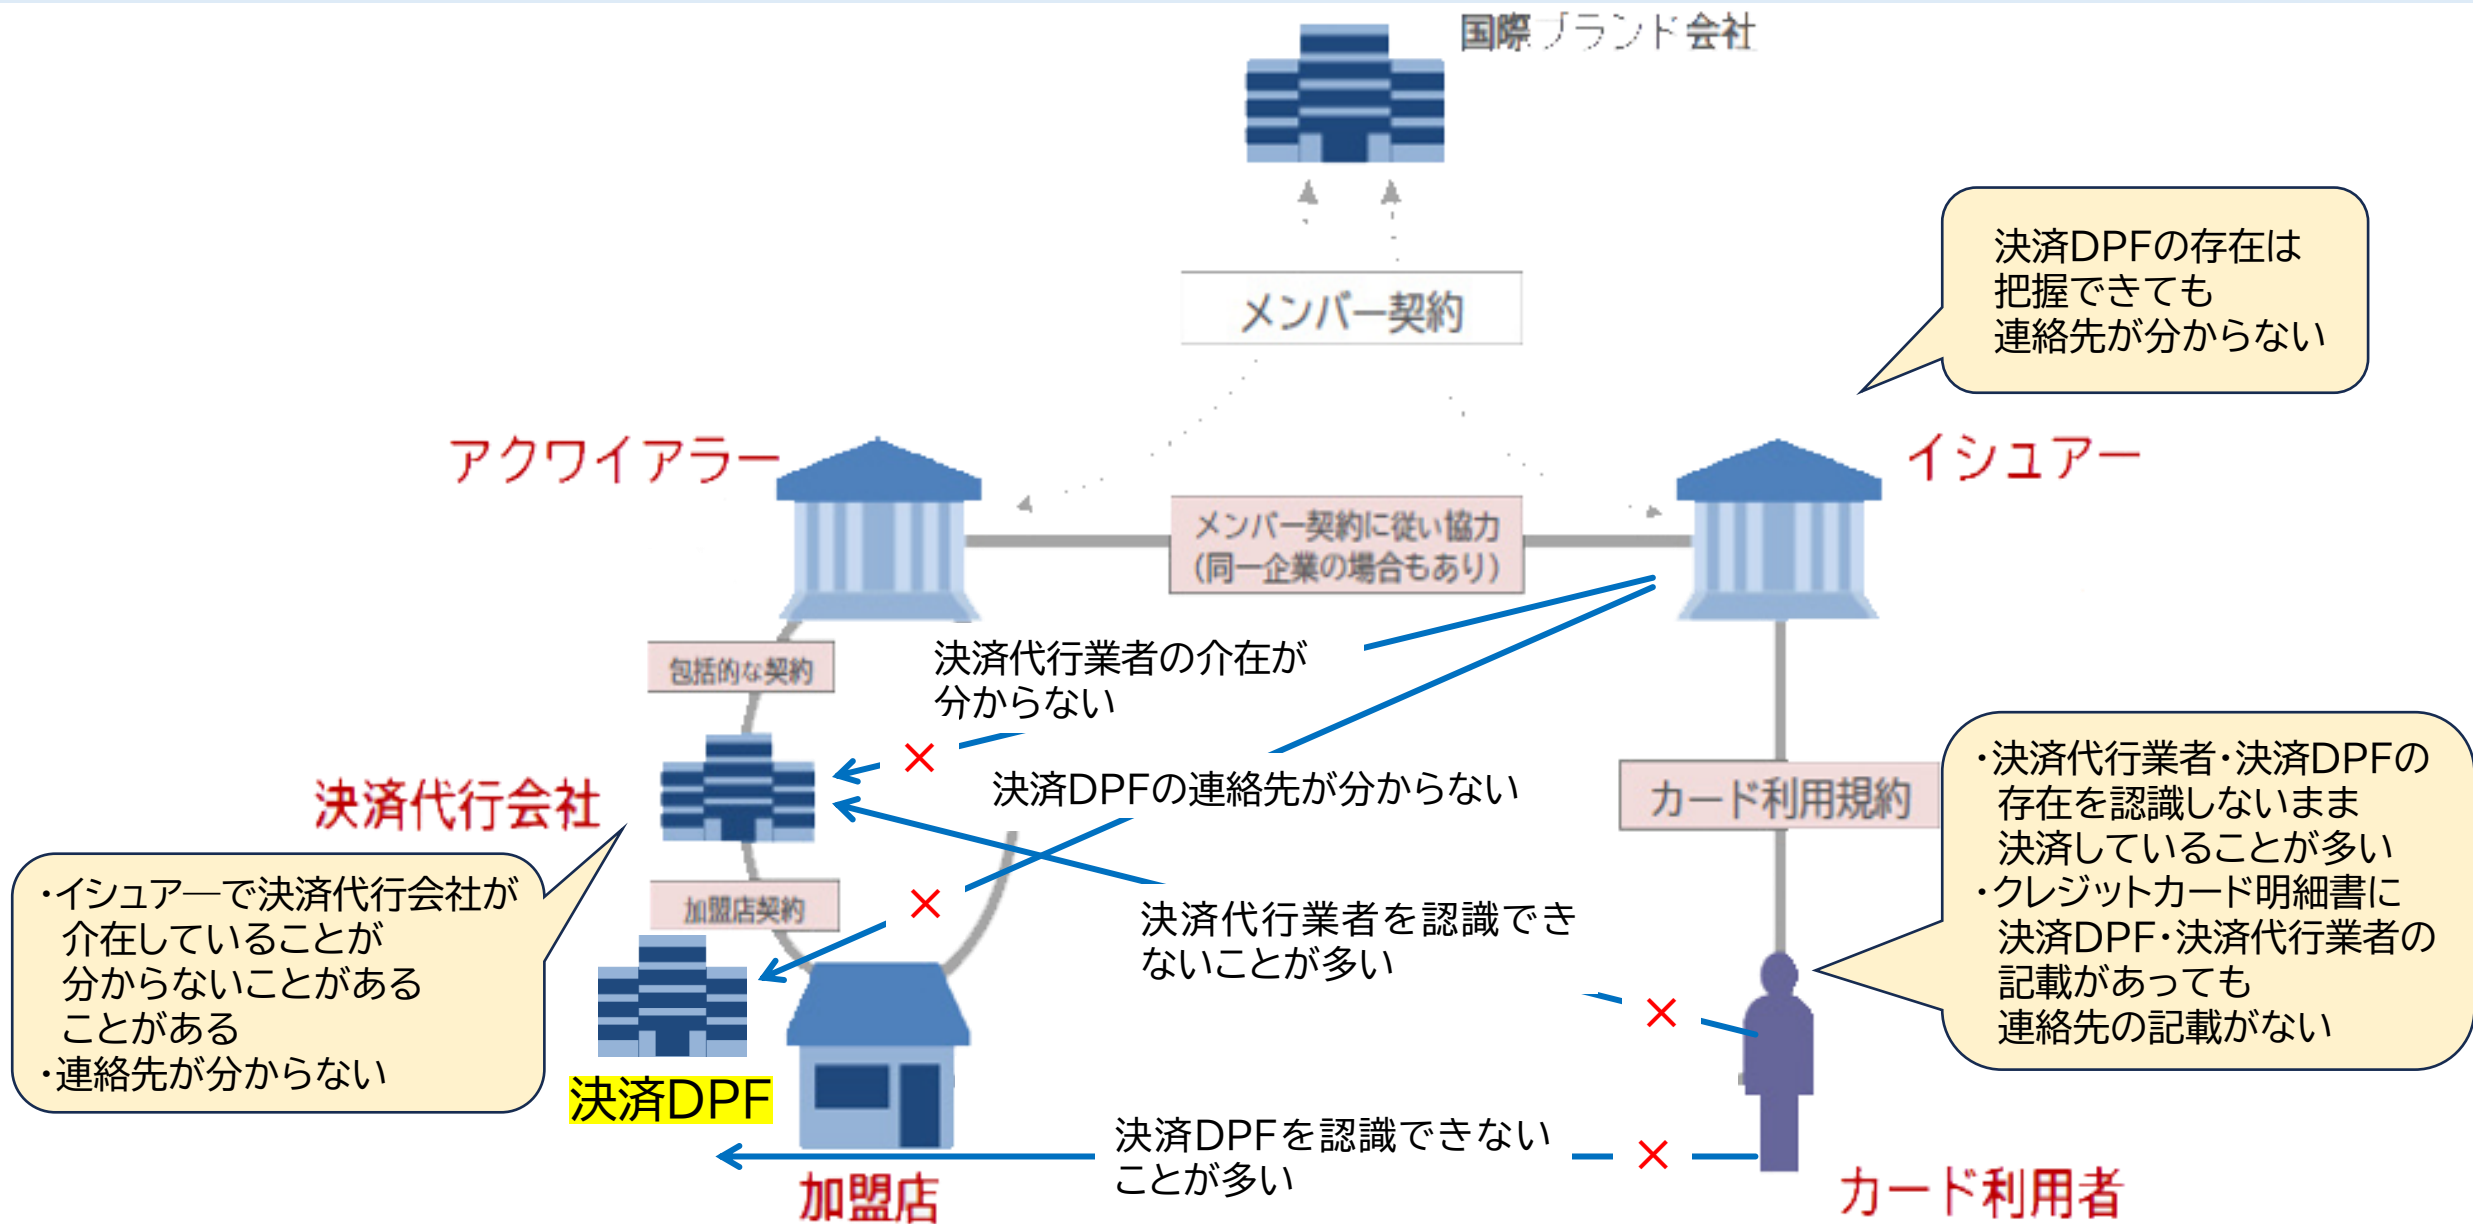 国際ブランド会社
メンバー契約
決済DPFの存在は
把握できても
連絡先が分からない
アクワイアラー
イシュアー
メンバー契約に従い協力
(同一企業の場合もあり)
包括的な契約
決済代行業者の介在が
分からない
×
決済代行会社
決済DPFの連絡先が分からない
カード利用規約
・決済代行業者・決済DPFの
存在を認識しないまま
決済していることが多い
・クレジットカード明細書に
決済DPF・決済代行業者の
記載があっても
連絡先の記載がない
・イシュア―で決済代行会社が
介在していることが
分からないことがある
ことがある
・連絡先が分からない
加盟店契約
×
決済代行業者を認識でき
ないことが多い
×
決済DPF
決済DPFを認識できない
ことが多い
×
加盟店
カード利用者